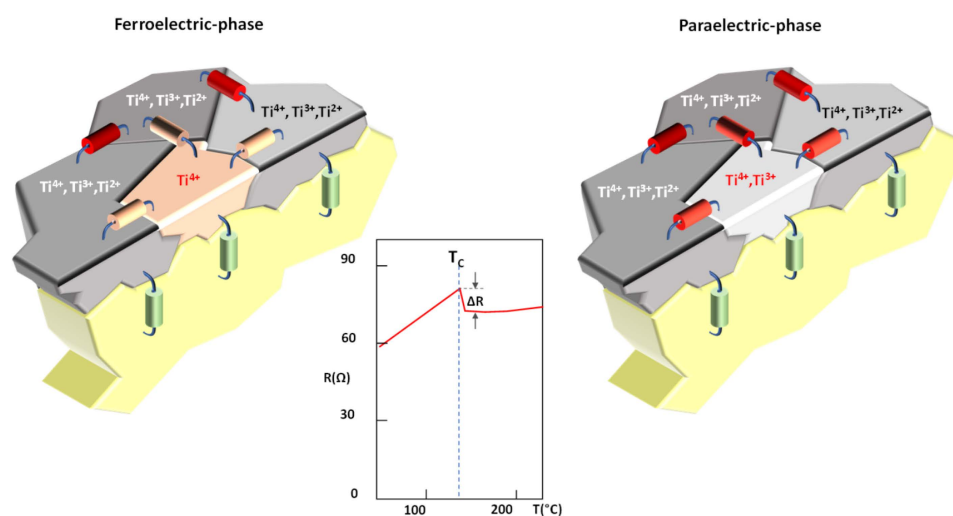 Ferroelectric-phase
Paraelectric-phase
Ti⁴⁺, Ti³⁺,Ti²⁺
Ti⁴⁺, Ti³⁺,Ti²⁺
Ti⁴⁺, Ti³⁺,Ti²⁺
Ti⁴⁺
Ti⁴⁺, Ti³⁺,Ti²⁺
Ti⁴⁺, Ti³⁺,Ti²⁺
Ti⁴⁺, Ti³⁺,Ti²⁺
Ti⁴⁺,Ti³⁺
T_C
90
ΔR
60
R(Ω)
30
0
100
200
T(°C)